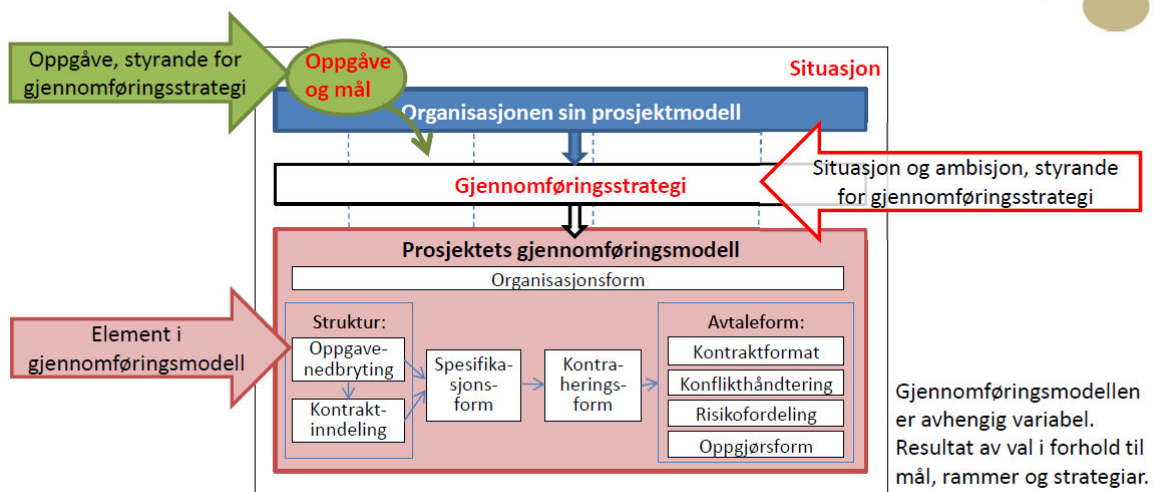 Oppgåve, styrande for
gjennomføringsstrategi
Oppgåve
og mål
Situasjon
Organisasjonen sin prosjektmodell
Gjennomføringsstrategi
Situasjon og ambisjon, styrande
for gjennomføringsstrategi
Prosjektets gjennomføringsmodell
Organisasjonsform
Element i
gjennomføringsmodell
Struktur:
Oppgave-
nedbryting
Kontrakt-
inndeling
Spesifika-
sjons-
form
Kontra-
herings-
form
Avtaleform:
Kontraktformat
Konflikthåndtering
Risikofordeling
Oppgjørsform
Gjennomføringsmodellen
er avhengig variabel.
Resultat av val i forhold til
mål, rammer og strategiar.